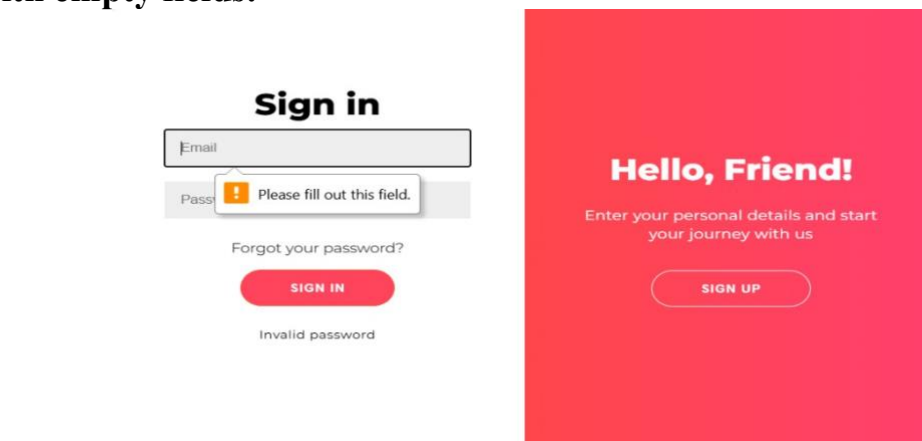 with empty fields.
Sign in
Email
Please fill out this field.
Forgot your password?
SIGN IN
Invalid password
Hello, Friend!
Enter your personal details and start
your journey with us
SIGN UP